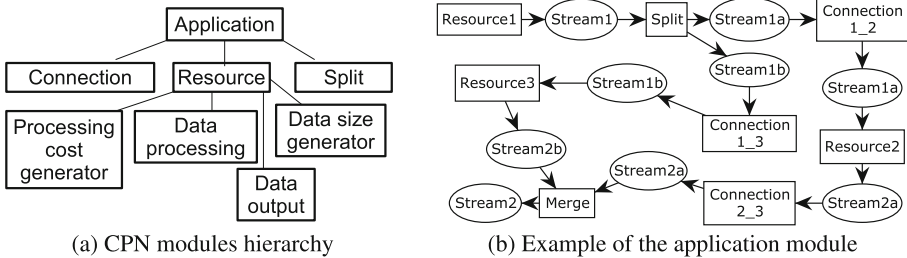 Application
Connection
Resource
Split
Processing
cost
generator
Data
processing
Data size
generator
Data
output
(a) CPN modules hierarchy
Resource1
Stream1
Split
Stream1a
Connection
1_2
Stream1b
Stream1a
Resource3
Stream1b
Connection
1_3
Resource2
Stream2b
Stream2a
Stream2
Merge
Connection
2_3
Stream2a
(b) Example of the application module